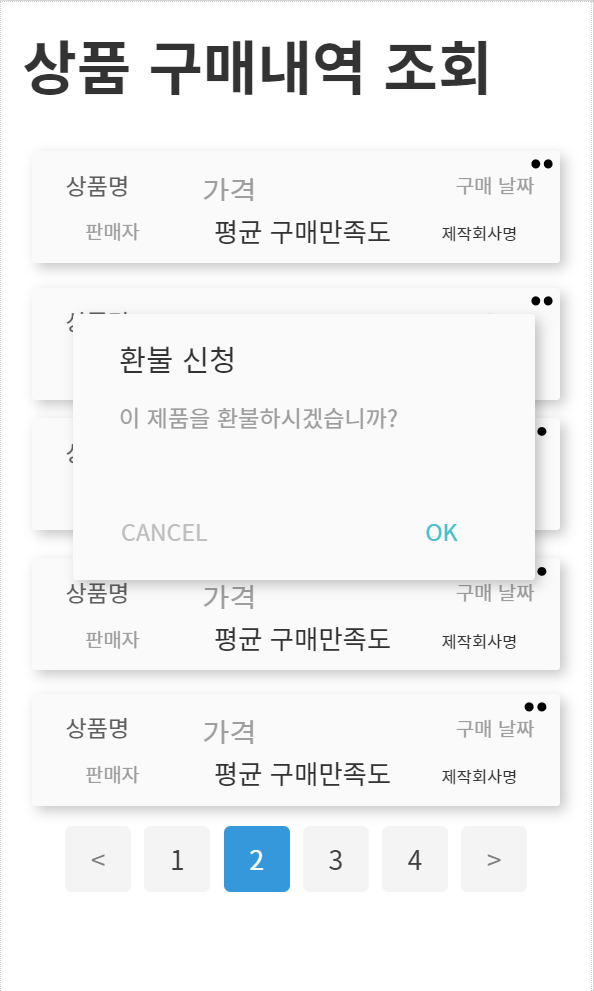 상품 구매내역 조회
상품명 가격 구매 날짜
판매자 평균 구매만족도 제작회사명
환불 신청
이 제품을 환불하시겠습니까?
CANCEL OK
상품명 가격 구매 날짜
판매자 평균 구매만족도 제작회사명
상품명 가격 구매 날짜
판매자 평균 구매만족도 제작회사명
< 1 2 3 4 >